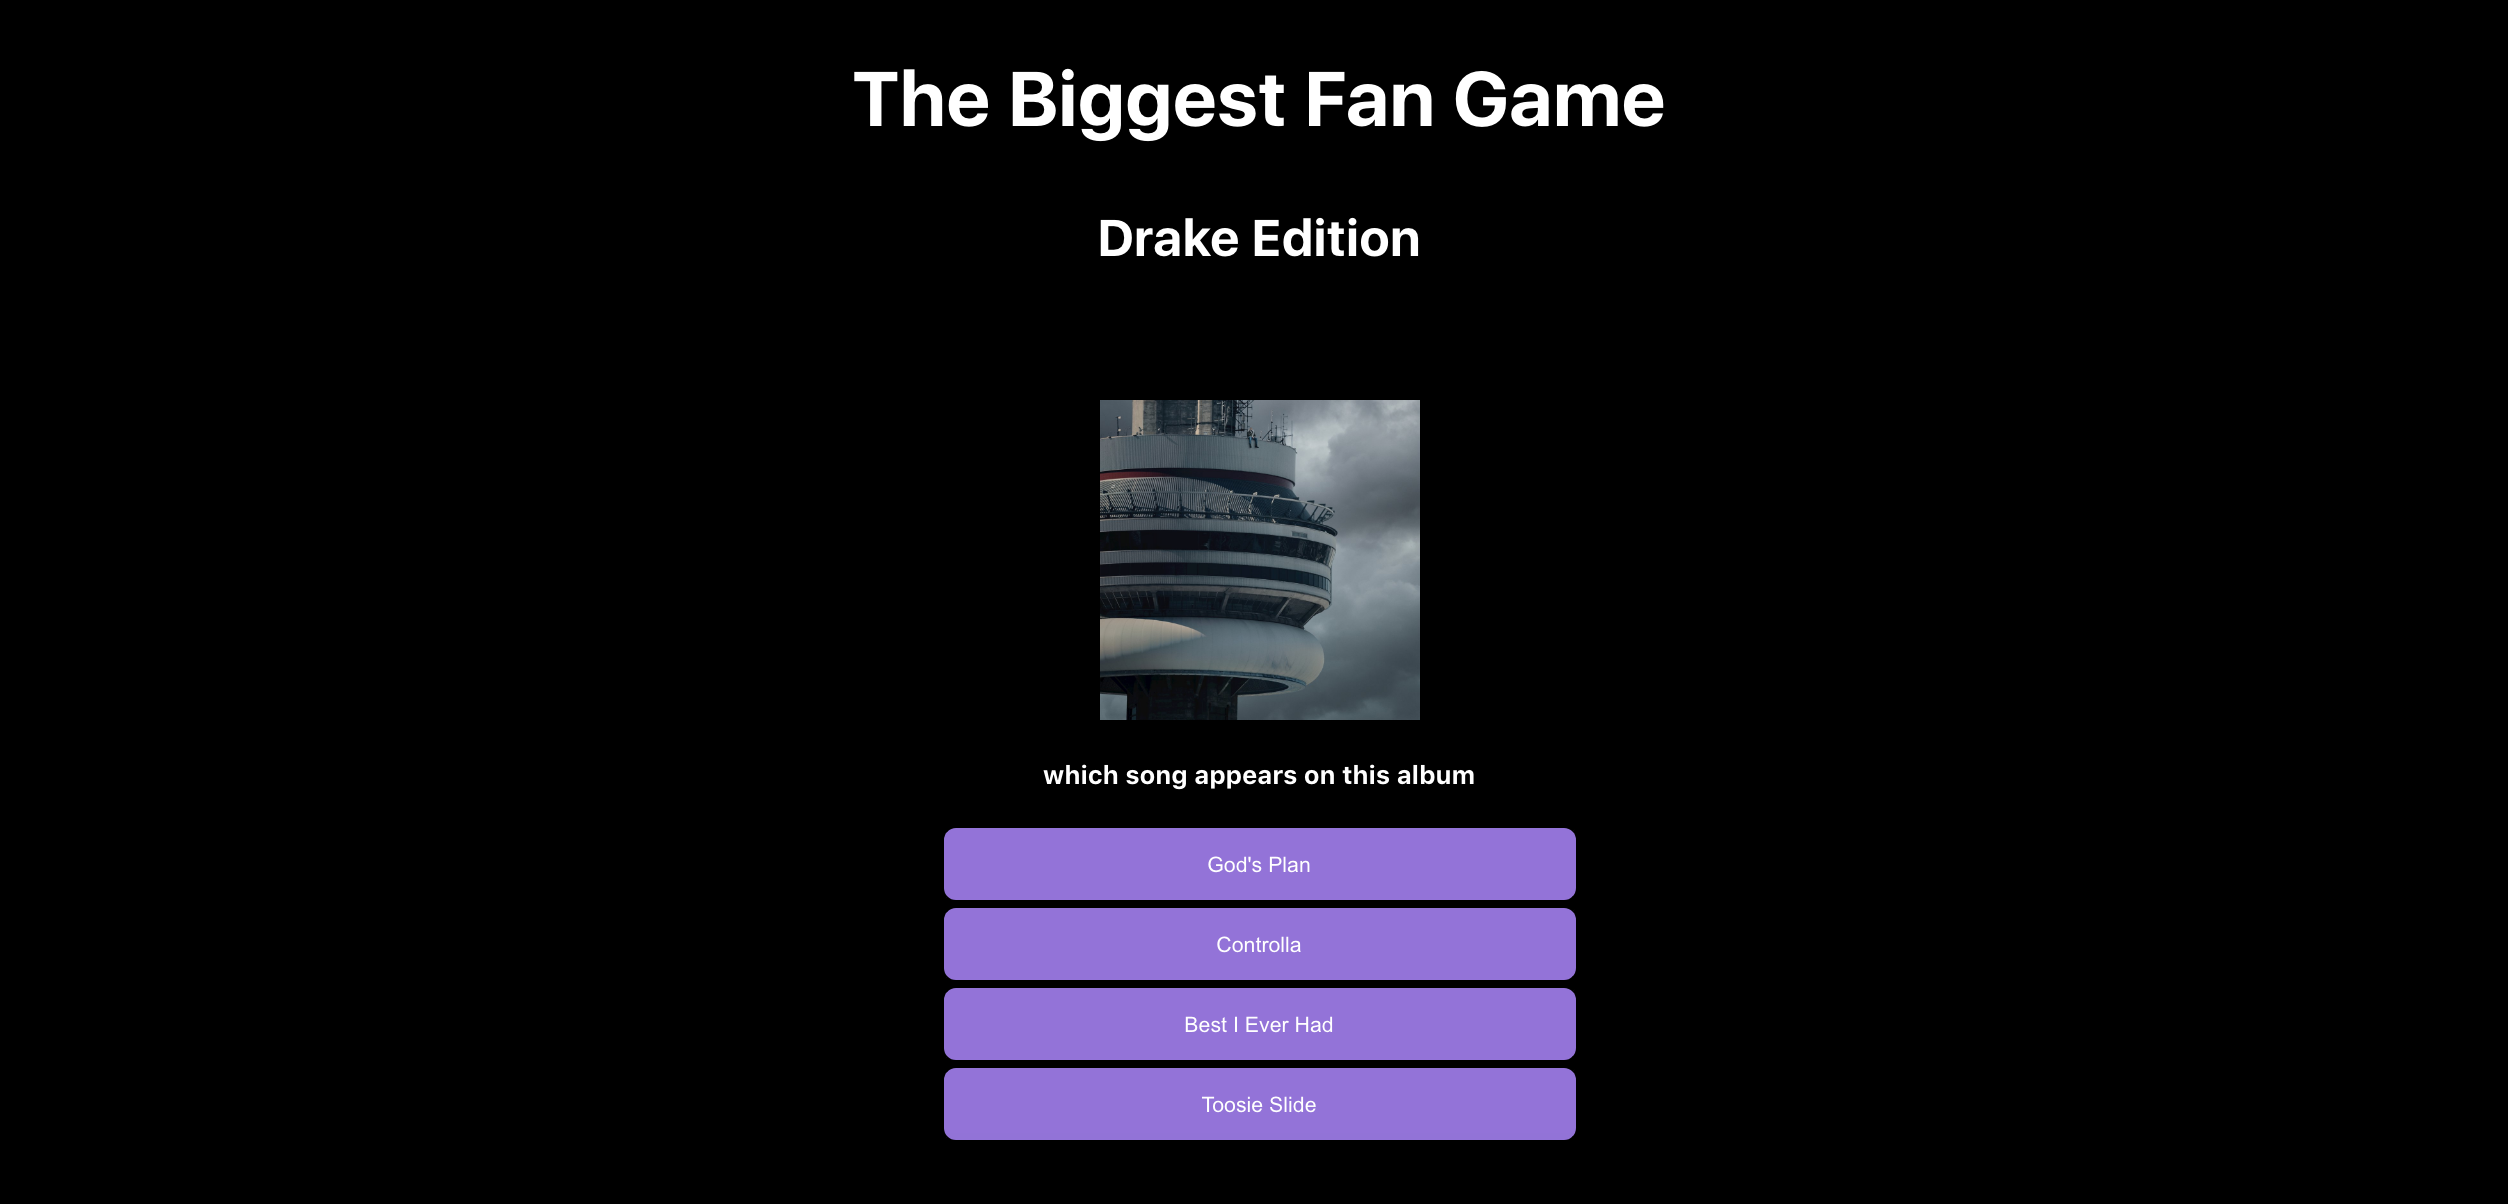 The Biggest Fan Game
Drake Edition
which song appears on this album
God's Plan
Controlla
Best I Ever Had
Toosie Slide